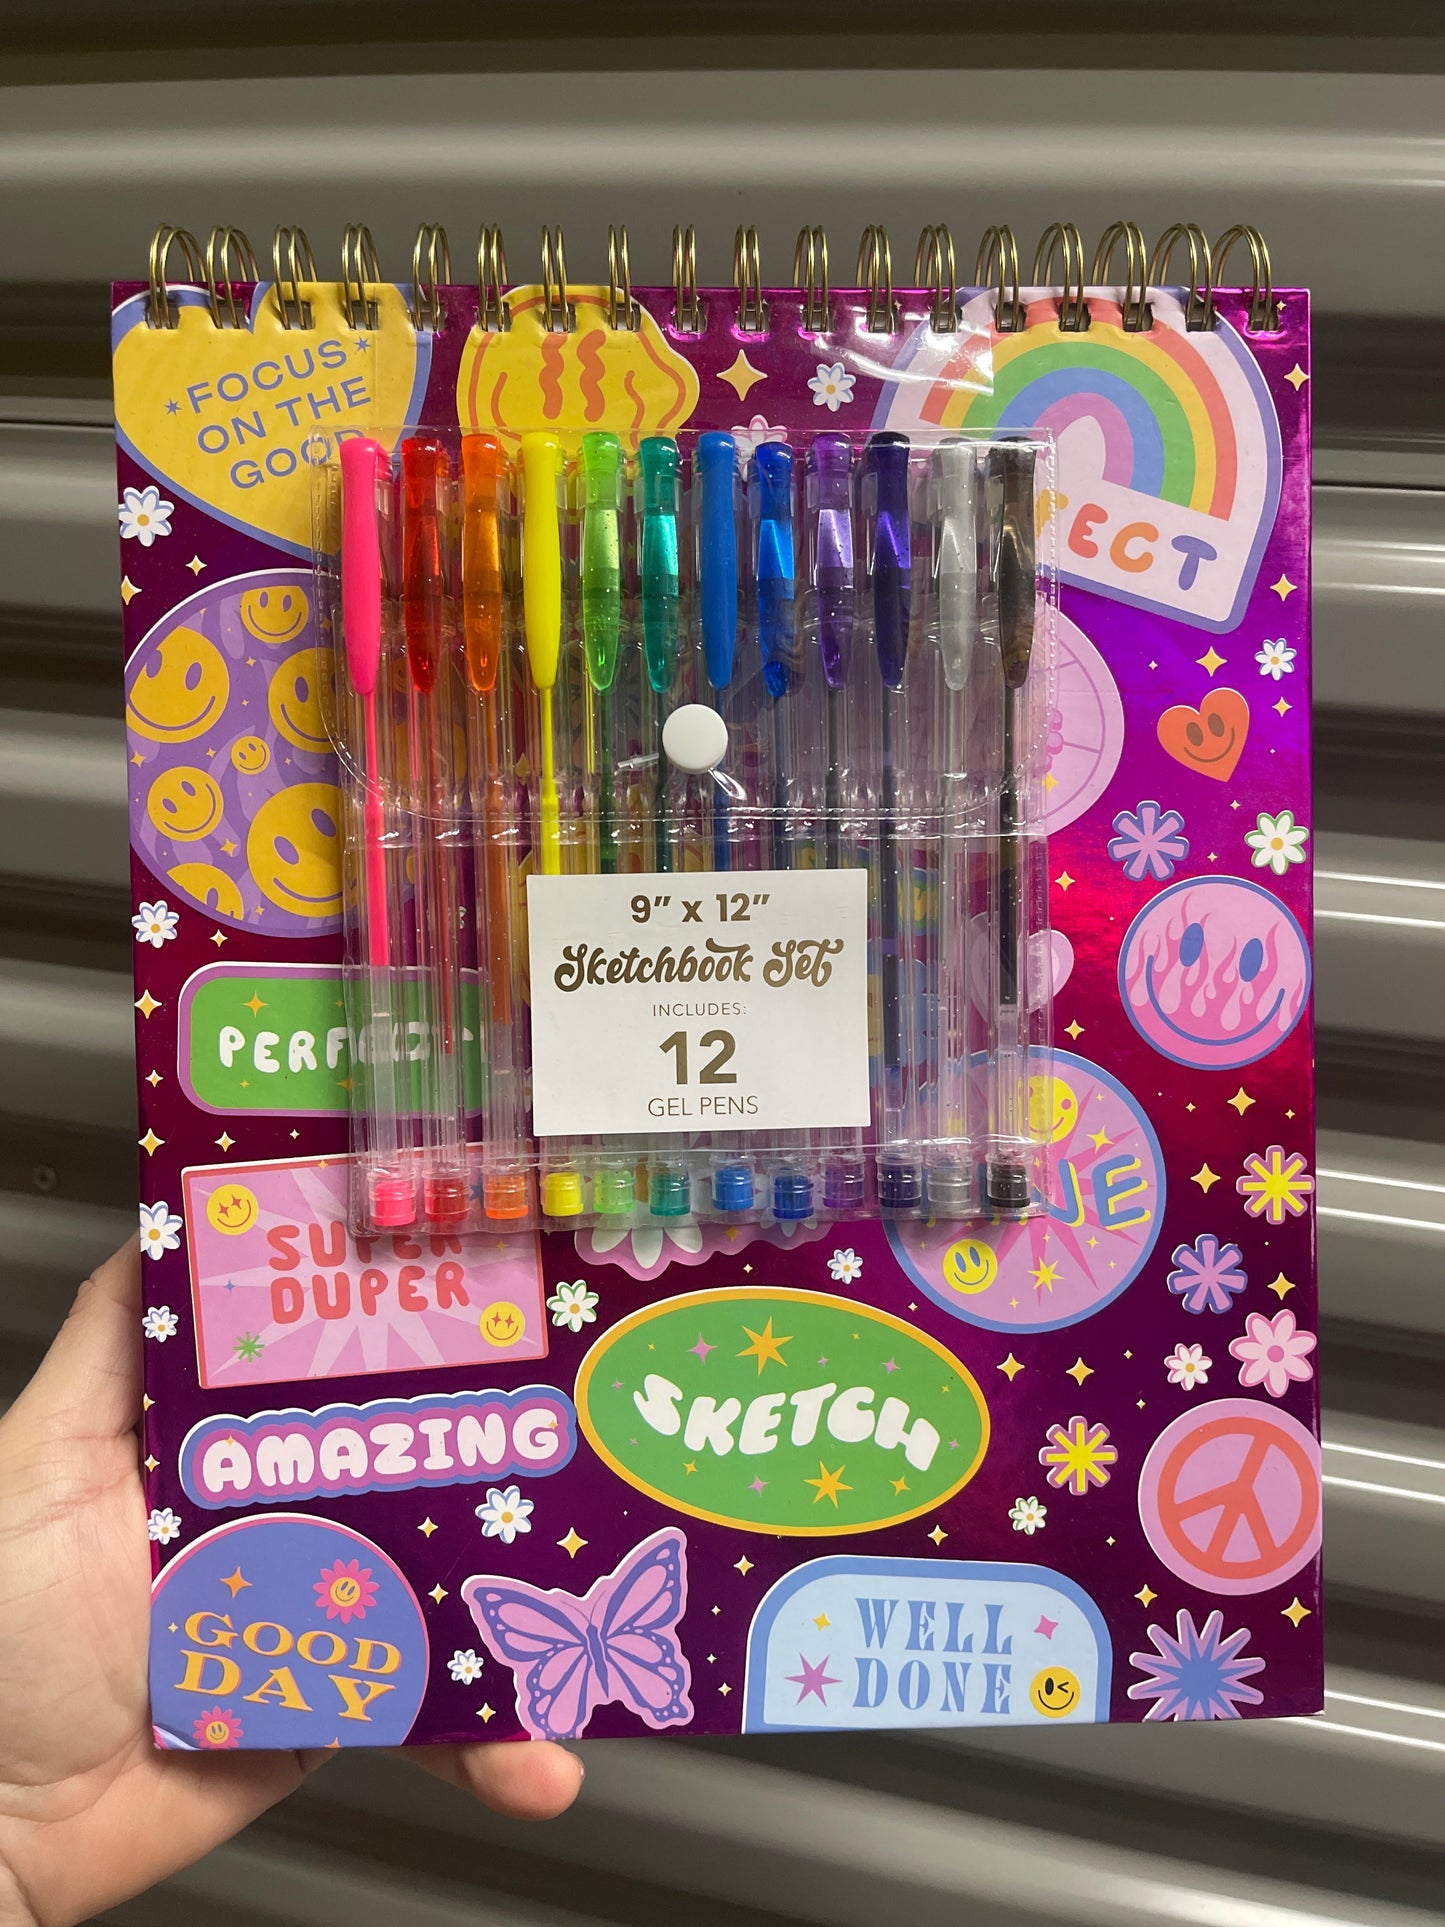 FOCUS
ON THE
GOOD
PERFECT
9" x 12"
Sketchbook Set
INCLUDES:
12
GEL PENS
SUPER
DUPER
SKETCH
AMAZING
GOOD
DAY
WELL
DONE